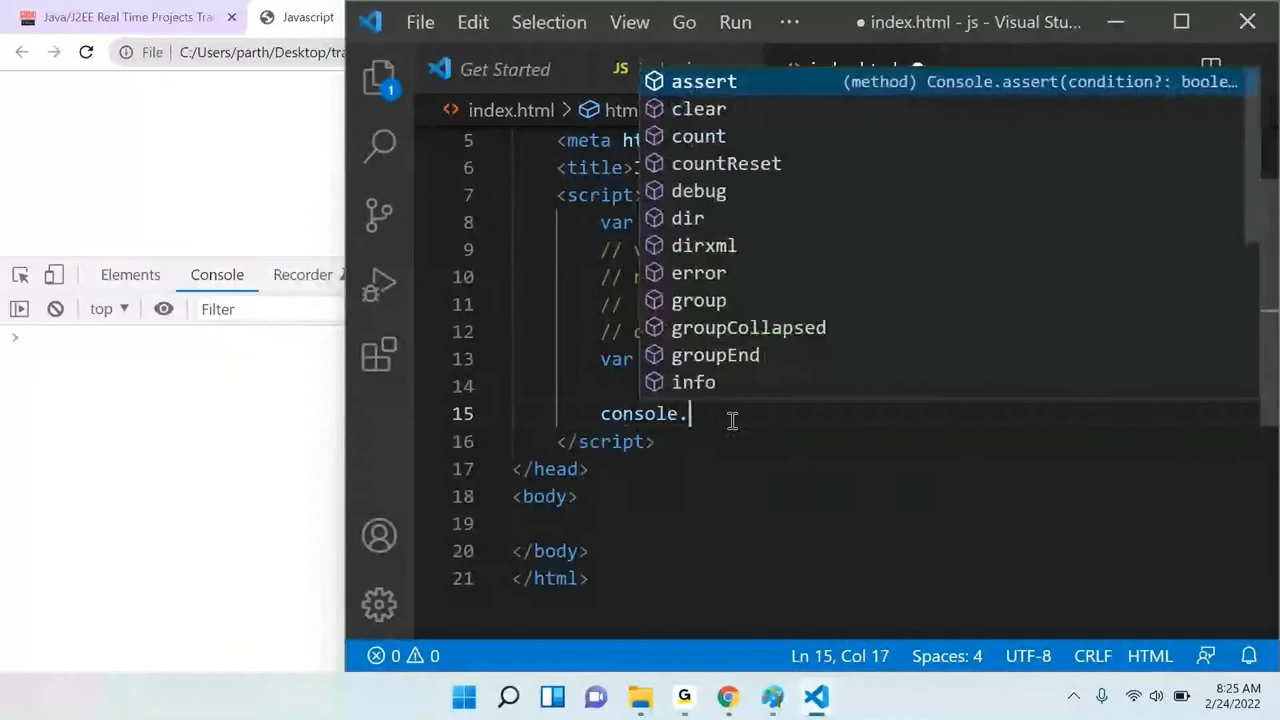 Java/J2EE Real Time Projects Tra
Javascript
File C:/Users/parth/Desktop/tra
Elements Console Recorder
top Filter
File Edit Selection View Go Run ··· ● index.html - js - Visual Stu...
Get Started JS
index.html > htm
assert (method) Console.assert(condition?: boole…
clear
count
countReset
debug
dir
dirxml
error
group
groupCollapsed
groupEnd
info
5 <meta ht
6 <title>
7 <script>
8 var
9 //
10 //
11 //
12 //
13 var
14
15 console.
16 </script>
17 </head>
18 <body>
19
20 </body>
21 </html>
1
0 0 Ln 15, Col 17 Spaces: 4 UTF-8 CRLF HTML
G
8:25 AM
2/24/2022